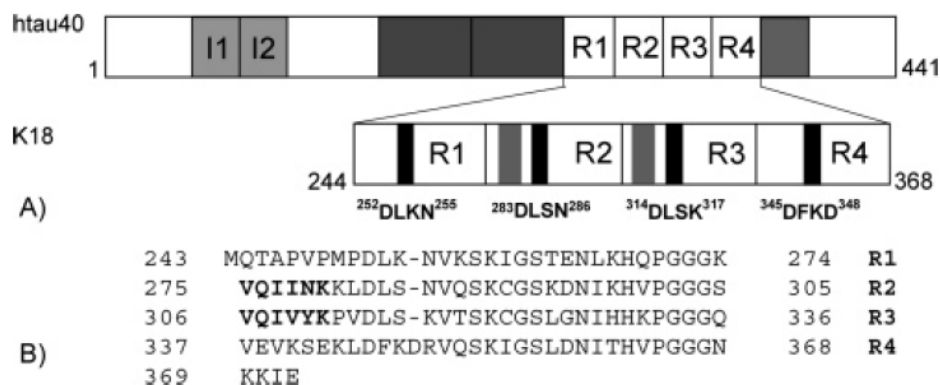 htau40
I1 I2 R1 R2 R3 R4
1 441
K18
R1 R2 R3 R4
244 368
A) ²⁵²DLKN²⁵⁵ ²⁸³DLSN²⁸⁶ ³¹⁴DLSK³¹⁷ ³⁴⁵DFKD³⁴⁸
243 MQTAPVPMPDLK-NVKSKIGSTENLKHQPGGGK 274 R1
275 VQIINKKLDLS-NVQSKCGSKDNIKHVPGGGS 305 R2
306 VQIVYKPVDLS-KVTSKCGSLGNIHHKPGGGQ 336 R3
B) 337 VEVKSEKLDFKDRVQSKIGSLDNITHVPGGGN 368 R4
369 KKIE